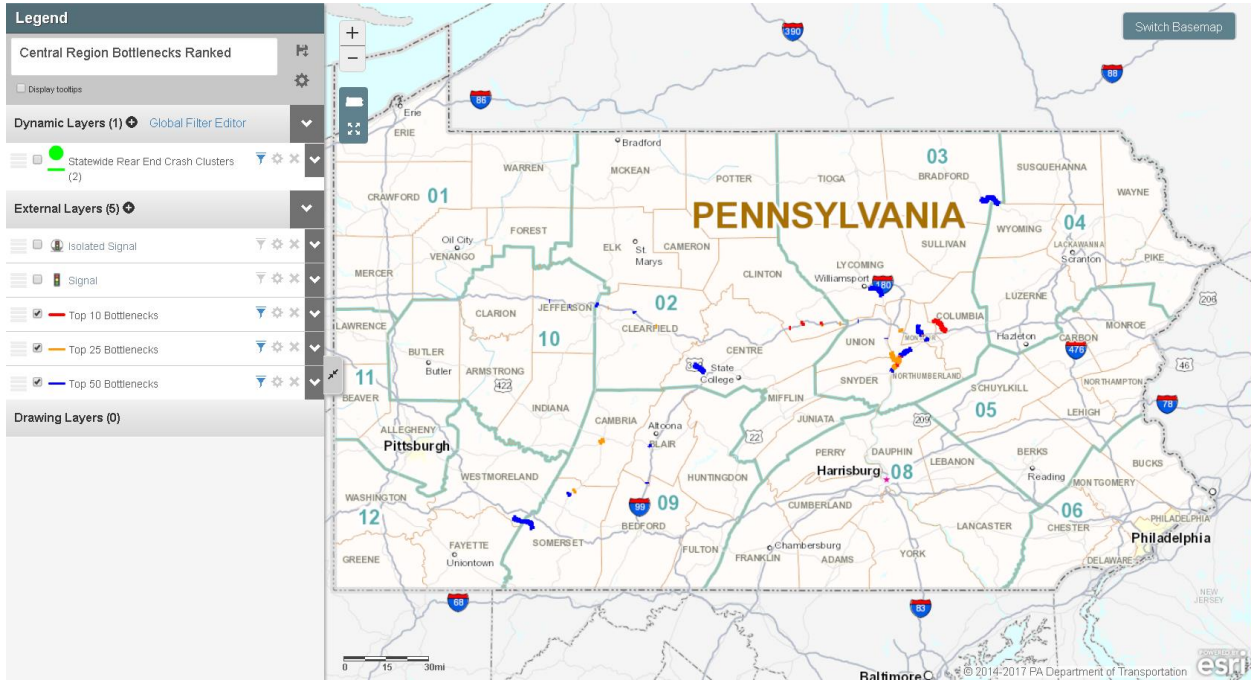 Legend
Central Region Bottlenecks Ranked
Display tooltips
Dynamic Layers (1)
Global Filter Editor
Statewide Rear End Crash Clusters
(2)
External Layers (5)
Isolated Signal
Signal
Top 10 Bottlenecks
Top 25 Bottlenecks
Top 50 Bottlenecks
Drawing Layers (0)
+
−
Switch Basemap
390
88
86
Erie
ERIE
Bradford
WARREN
MCKEAN
POTTER
TIOGA
03
BRADFORD
SUSQUEHANNA
WAYNE
CRAWFORD
01
PENNSYLVANIA
FOREST
WYOMING
04
Oil City
VENANGO
ELK
St.
Marys
CAMERON
SULLIVAN
LACKAWANNA
Scranton
PIKE
MERCER
CLINTON
LYCOMING
Williamsport
180
LUZERNE
206
CLARION
JEFFERSON
02
CLEARFIELD
COLUMBIA
MONROE
LAWRENCE
10
CENTRE
UNION
Hazleton
CARBON
476
BUTLER
Butler
ARMSTRONG
State
College
SNYDER
NORTHUMBERLAND
46
11
BEAVER
422
INDIANA
MIFFLIN
SCHUYLKILL
NORTHAMPTON
CAMBRIA
Altoona
BLAIR
JUNIATA
05
LEHIGH
78
ALLEGHENY
Pittsburgh
22
209
PERRY
DAUPHIN
LEBANON
BERKS
BUCKS
WESTMORELAND
HUNTINGDON
Harrisburg
08
Reading
MONTGOMERY
WASHINGTON
12
99
09
CUMBERLAND
06
BEDFORD
LANCASTER
CHESTER
PHILADELPHIA
Philadelphia
GREENE
FAYETTE
Uniontown
SOMERSET
FULTON
FRANKLIN
Chambersburg
ADAMS
YORK
DELAWARE
68
83
NEW
JERSEY
0 15 30mi
Baltimore
© 2014-2017 PA Department of Transportation
POWERED BY
esri